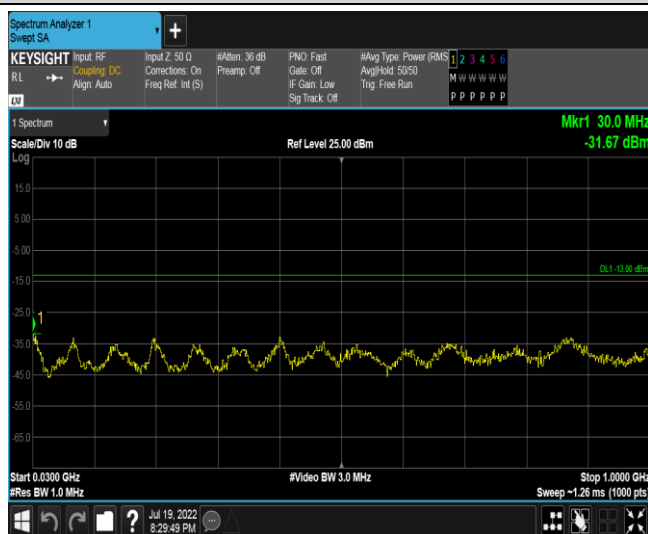 Spectrum Analyzer 1
Swept SA
+
KEYSIGHT
RL
LXI
Input: RF
Coupling: DC
Align: Auto
Input Z: 50 Ω
Corrections: On
Freq Ref: Int (S)
#Atten: 36 dB
Preamp: Off
PNO: Fast
Gate: Off
IF Gain: Low
Sig Track: Off
#Avg Type: Power (RMS
Avg|Hold: 50/50
Trig: Free Run
1 2 3 4 5 6
M W W W W W
P P P P P P
1 Spectrum
Mkr1 30.0 MHz
Scale/Div 10 dB
Ref Level 25.00 dBm
-31.67 dBm
Log
15.0
5.00
-5.00
DL1 -13.00 dBm
-15.0
-25.0
1
-35.0
-45.0
-55.0
-65.0
Start 0.0300 GHz
#Video BW 3.0 MHz
Stop 1.0000 GHz
#Res BW 1.0 MHz
Sweep ~1.26 ms (1000 pts)
?
Jul 19, 2022
8:29:49 PM